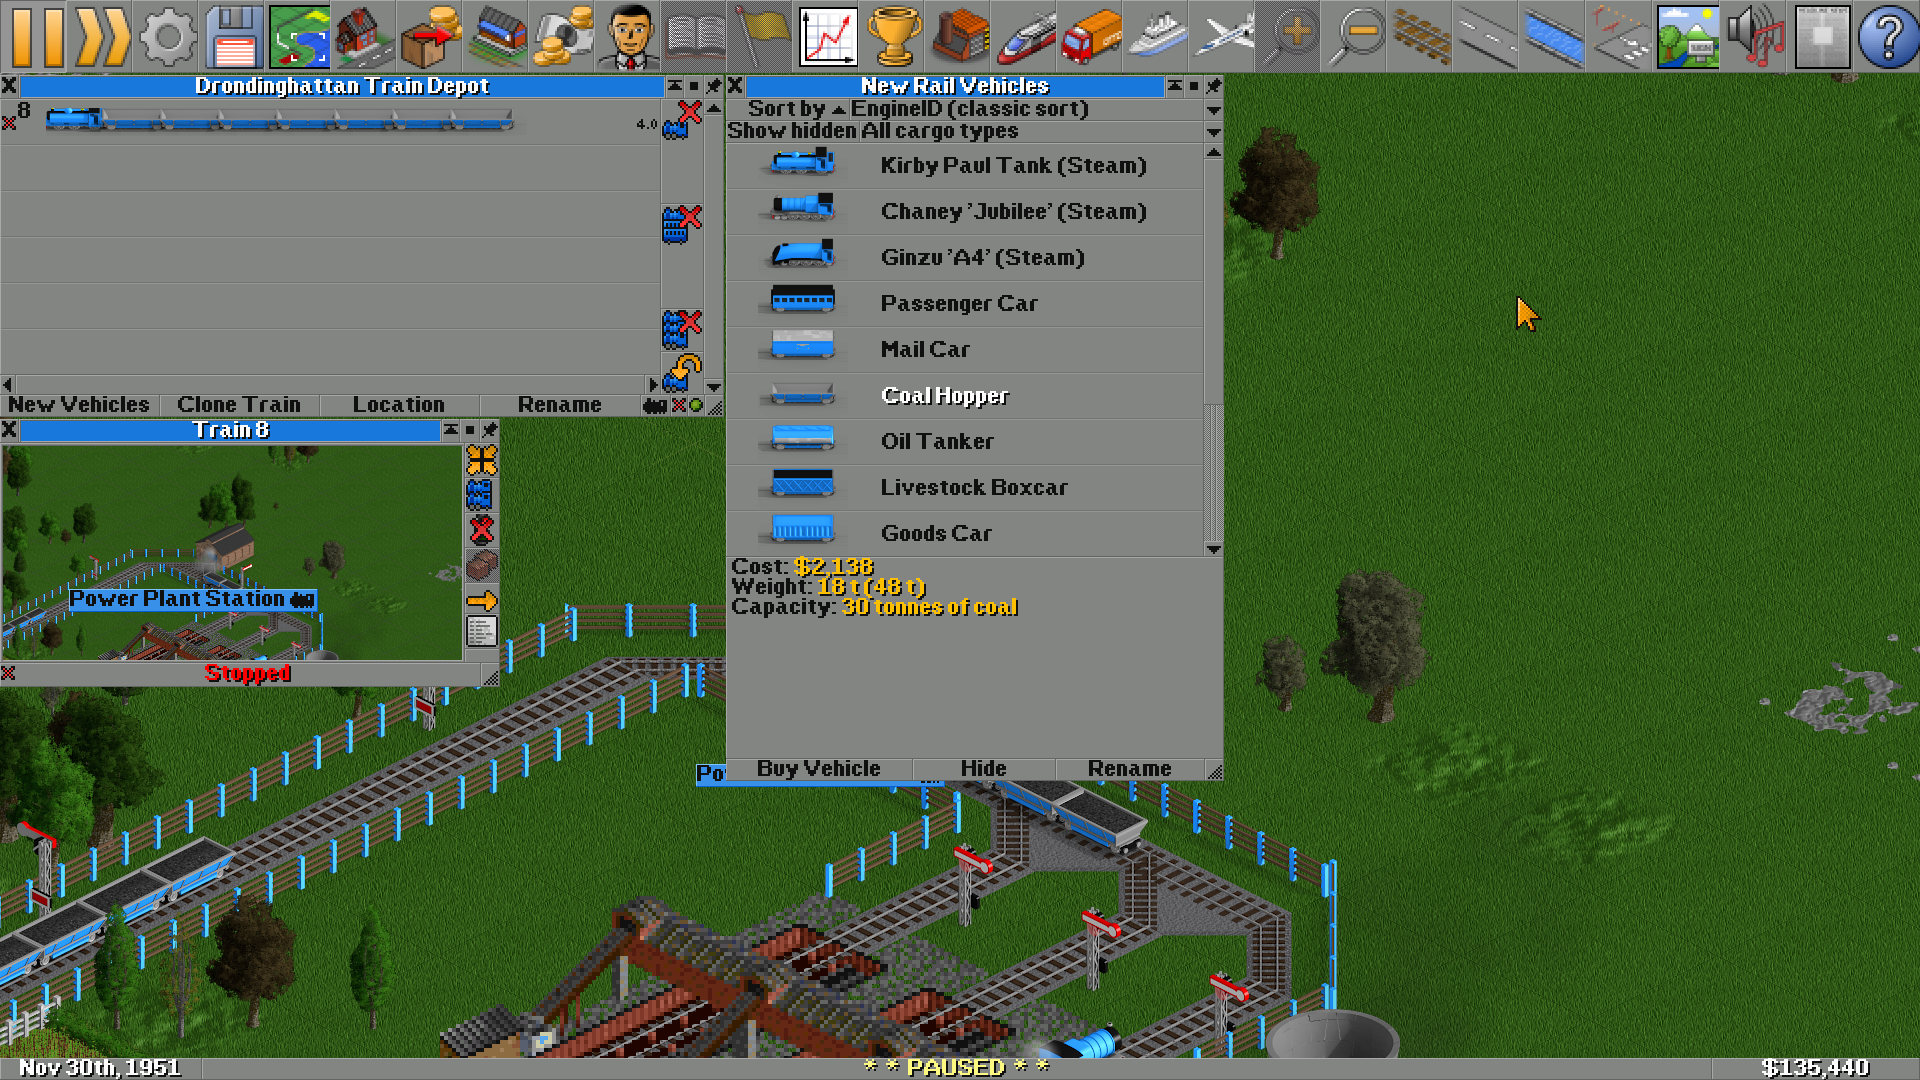 Drondinghattan Train Depot
8
4.0
New Vehicles Clone Train Location Rename
Train 8
Power Plant Station
Stopped
New Rail Vehicles
Sort by EngineID (classic sort)
Show hidden All cargo types
Kirby Paul Tank (Steam)
Chaney 'Jubilee' (Steam)
Ginzu 'A4' (Steam)
Passenger Car
Mail Car
Coal Hopper
Oil Tanker
Livestock Boxcar
Goods Car
Cost: $2,138
Weight: 18 t (48 t)
Capacity: 30 tonnes of coal
Buy Vehicle Hide Rename
Po
Nov 30th, 1951
* * PAUSED * *
$135,440